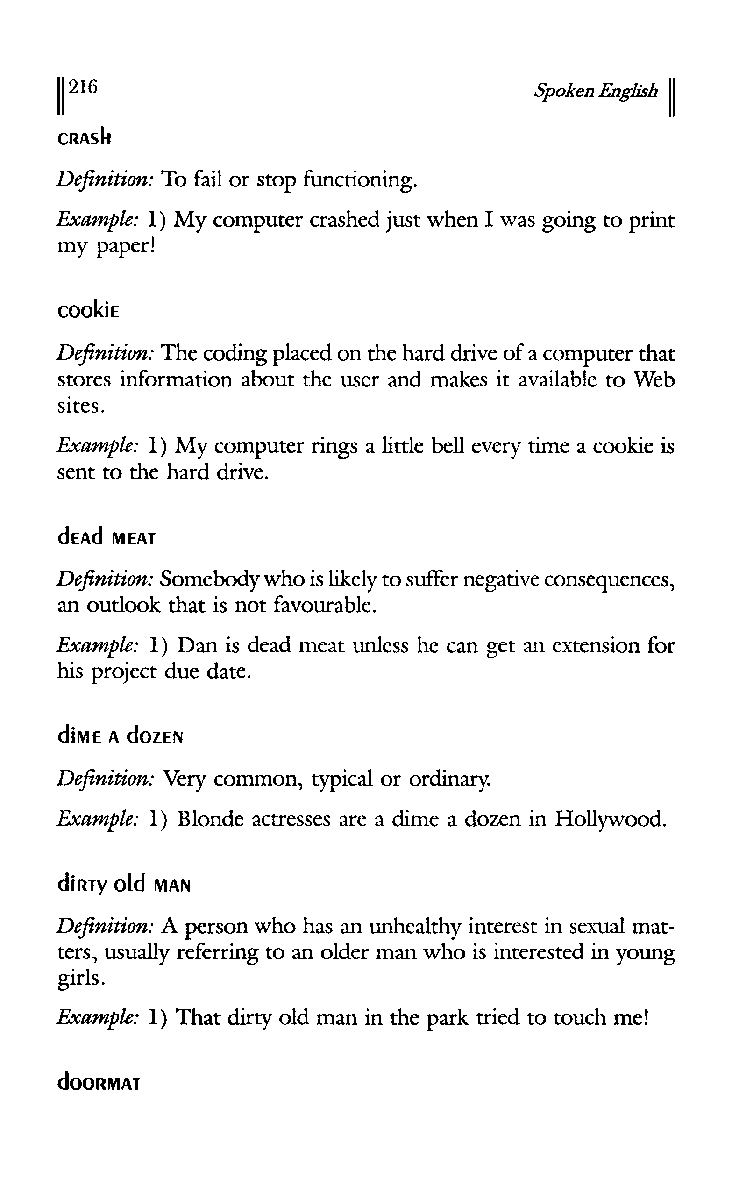 216 Spoken English
crash
Definition: To fail or stop functioning.
Example: 1) My computer crashed just when I was going to print
my paper!
cookie
Definition: The coding placed on the hard drive of a computer that
stores information about the user and makes it available to Web
sites.
Example: 1) My computer rings a little bell every time a cookie is
sent to the hard drive.
dead meat
Definition: Somebody who is likely to suffer negative consequences,
an outlook that is not favourable.
Example: 1) Dan is dead meat unless he can get an extension for
his project due date.
dime a dozen
Definition: Very common, typical or ordinary.
Example: 1) Blonde actresses are a dime a dozen in Hollywood.
dirty old man
Definition: A person who has an unhealthy interest in sexual mat-
ters, usually referring to an older man who is interested in young
girls.
Example: 1) That dirty old man in the park tried to touch me!
doormat